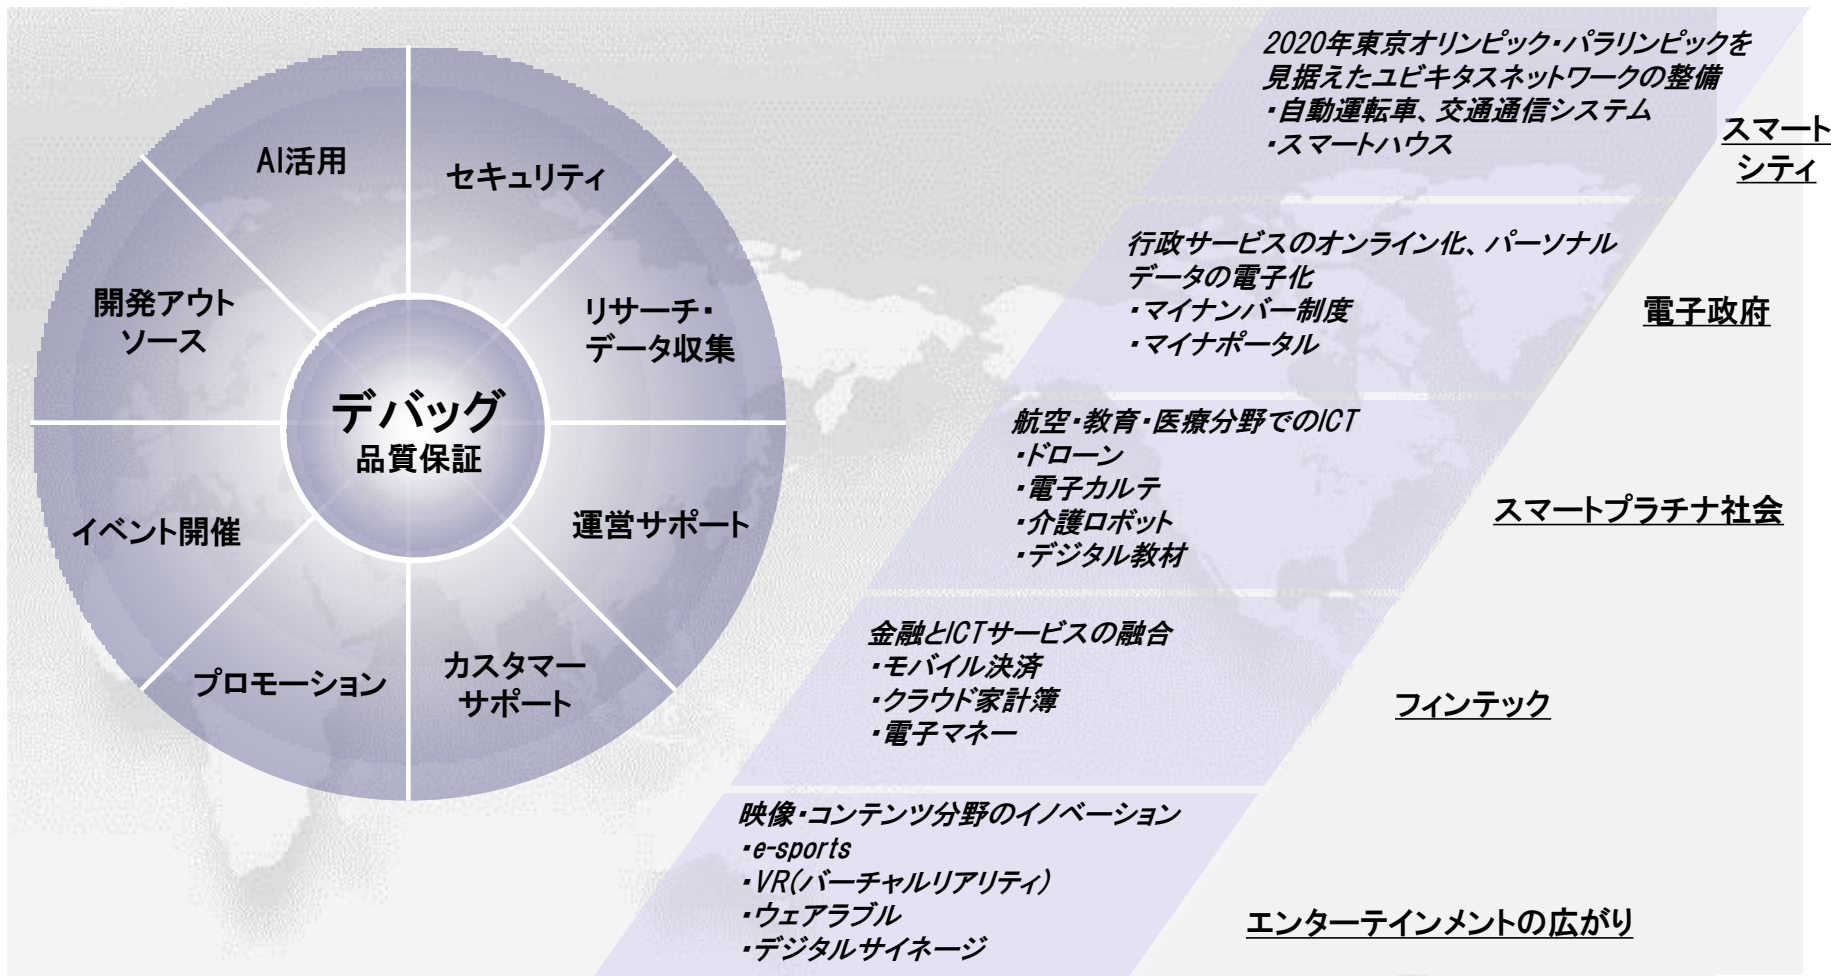 AI活用
セキュリティ
開発アウト
ソース
リサーチ・
データ収集
デバッグ
品質保証
イベント開催
運営サポート
プロモーション
カスタマー
サポート
2020年東京オリンピック・パラリンピックを
見据えたユビキタスネットワークの整備
・自動運転車、交通通信システム
・スマートハウス
スマート
シティ
行政サービスのオンライン化、パーソナル
データの電子化
・マイナンバー制度
・マイナポータル
電子政府
航空・教育・医療分野でのICT
・ドローン
・電子カルテ
・介護ロボット
・デジタル教材
スマートプラチナ社会
金融とICTサービスの融合
・モバイル決済
・クラウド家計簿
・電子マネー
フィンテック
映像・コンテンツ分野のイノベーション
・e-sports
・VR(バーチャルリアリティ)
・ウェアラブル
・デジタルサイネージ
エンターテインメントの広がり